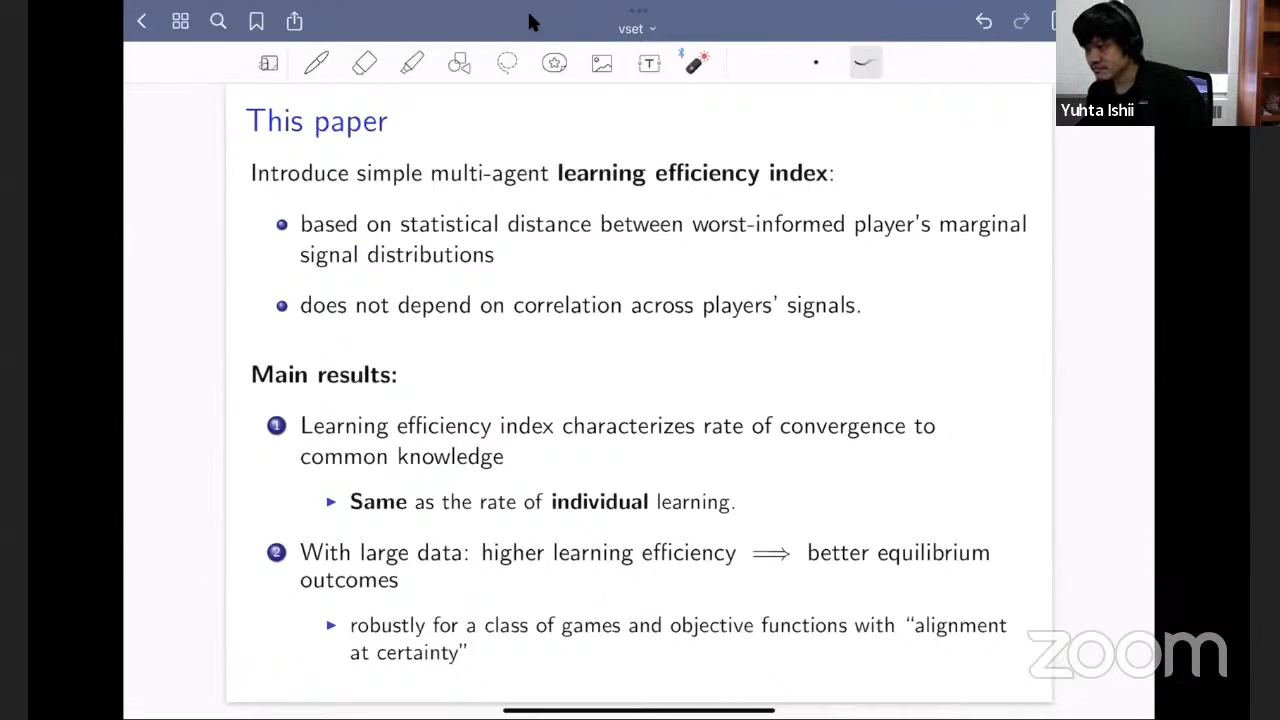 vset
Yuhta Ishii
This paper
Introduce simple multi-agent learning efficiency index:
based on statistical distance between worst-informed player's marginal
signal distributions
does not depend on correlation across players' signals.
Main results:
1 Learning efficiency index characterizes rate of convergence to
common knowledge
Same as the rate of individual learning.
2 With large data: higher learning efficiency ⟹ better equilibrium
outcomes
robustly for a class of games and objective functions with “alignment
at certainty”
zoom